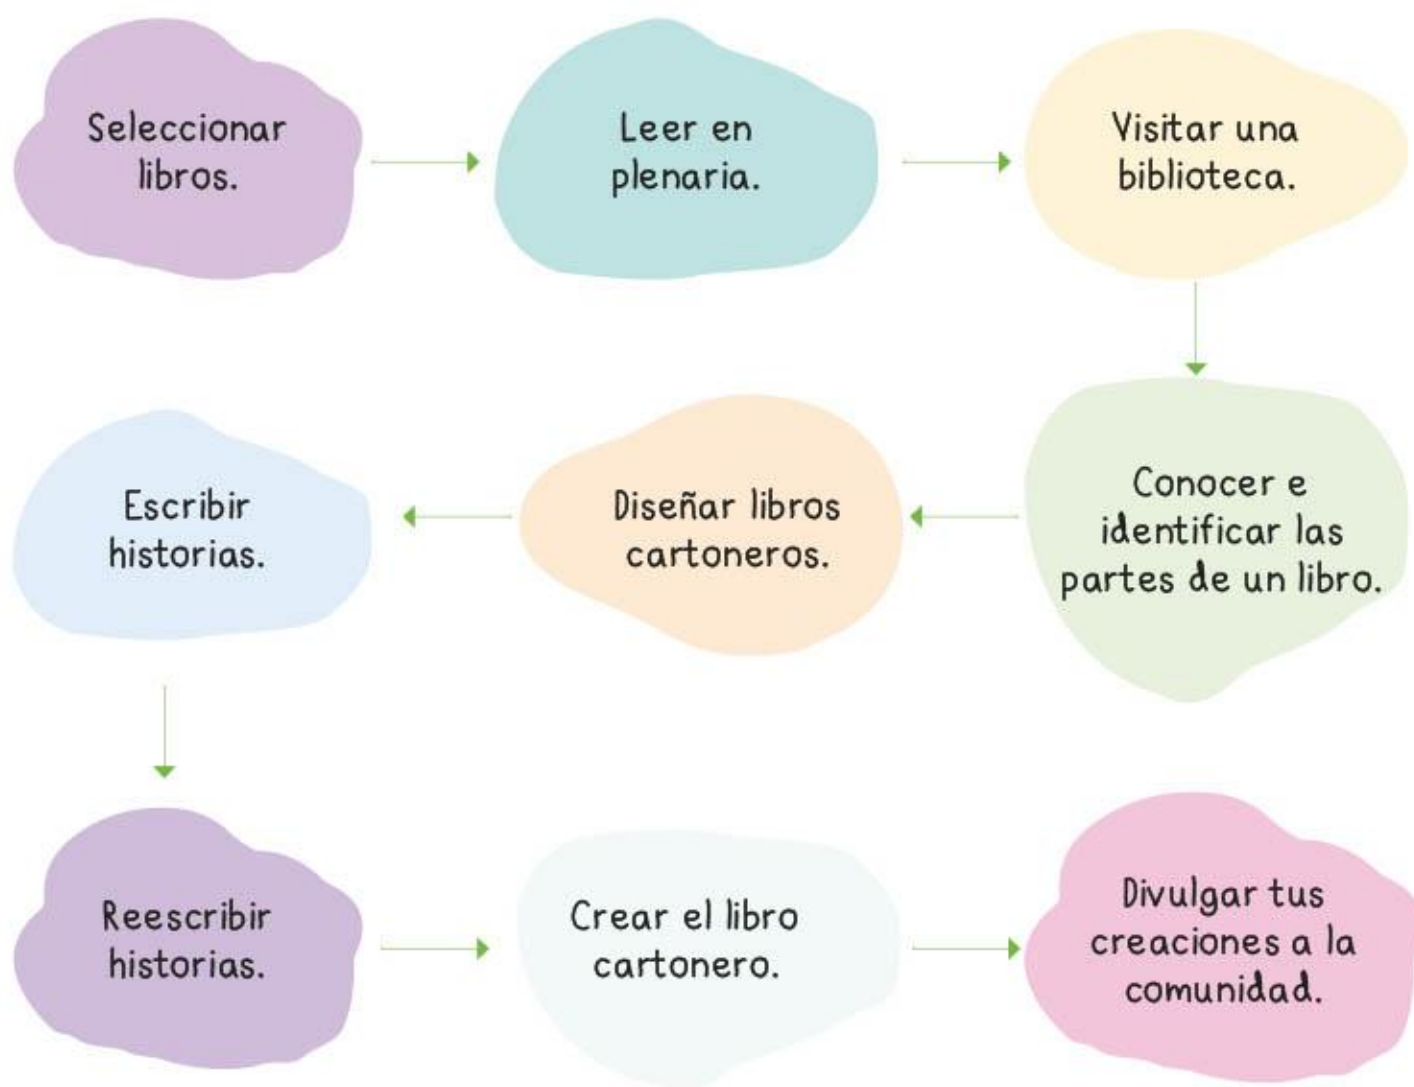 Seleccionar
libros.
Leer en
plenaria.
Visitar una
biblioteca.
Conocer e
identificar las
partes de un libro.
Diseñar libros
cartoneros.
Escribir
historias.
Reescribir
historias.
Crear el libro
cartonero.
Divulgar tus
creaciones a la
comunidad.